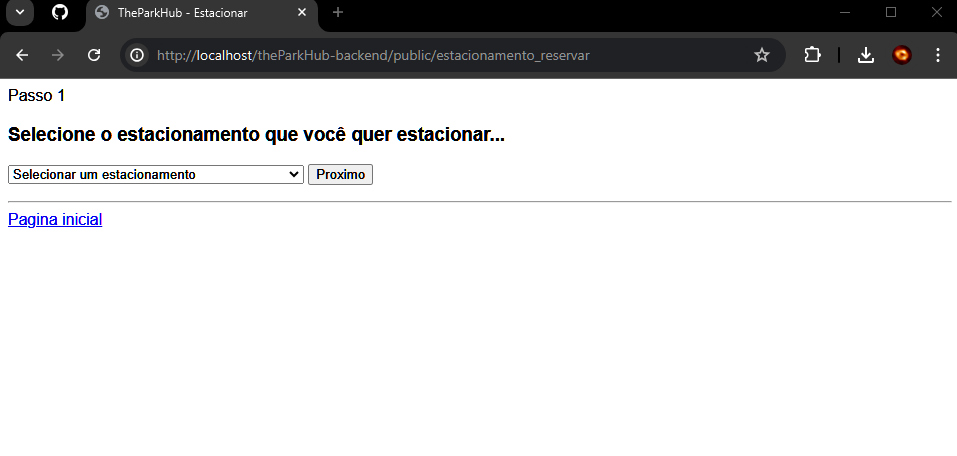 TheParkHub - Estacionar
http://localhost/theParkHub-backend/public/estacionamento_reservar
Passo 1
Selecione o estacionamento que você quer estacionar...
Selecionar um estacionamento Proximo
Pagina inicial